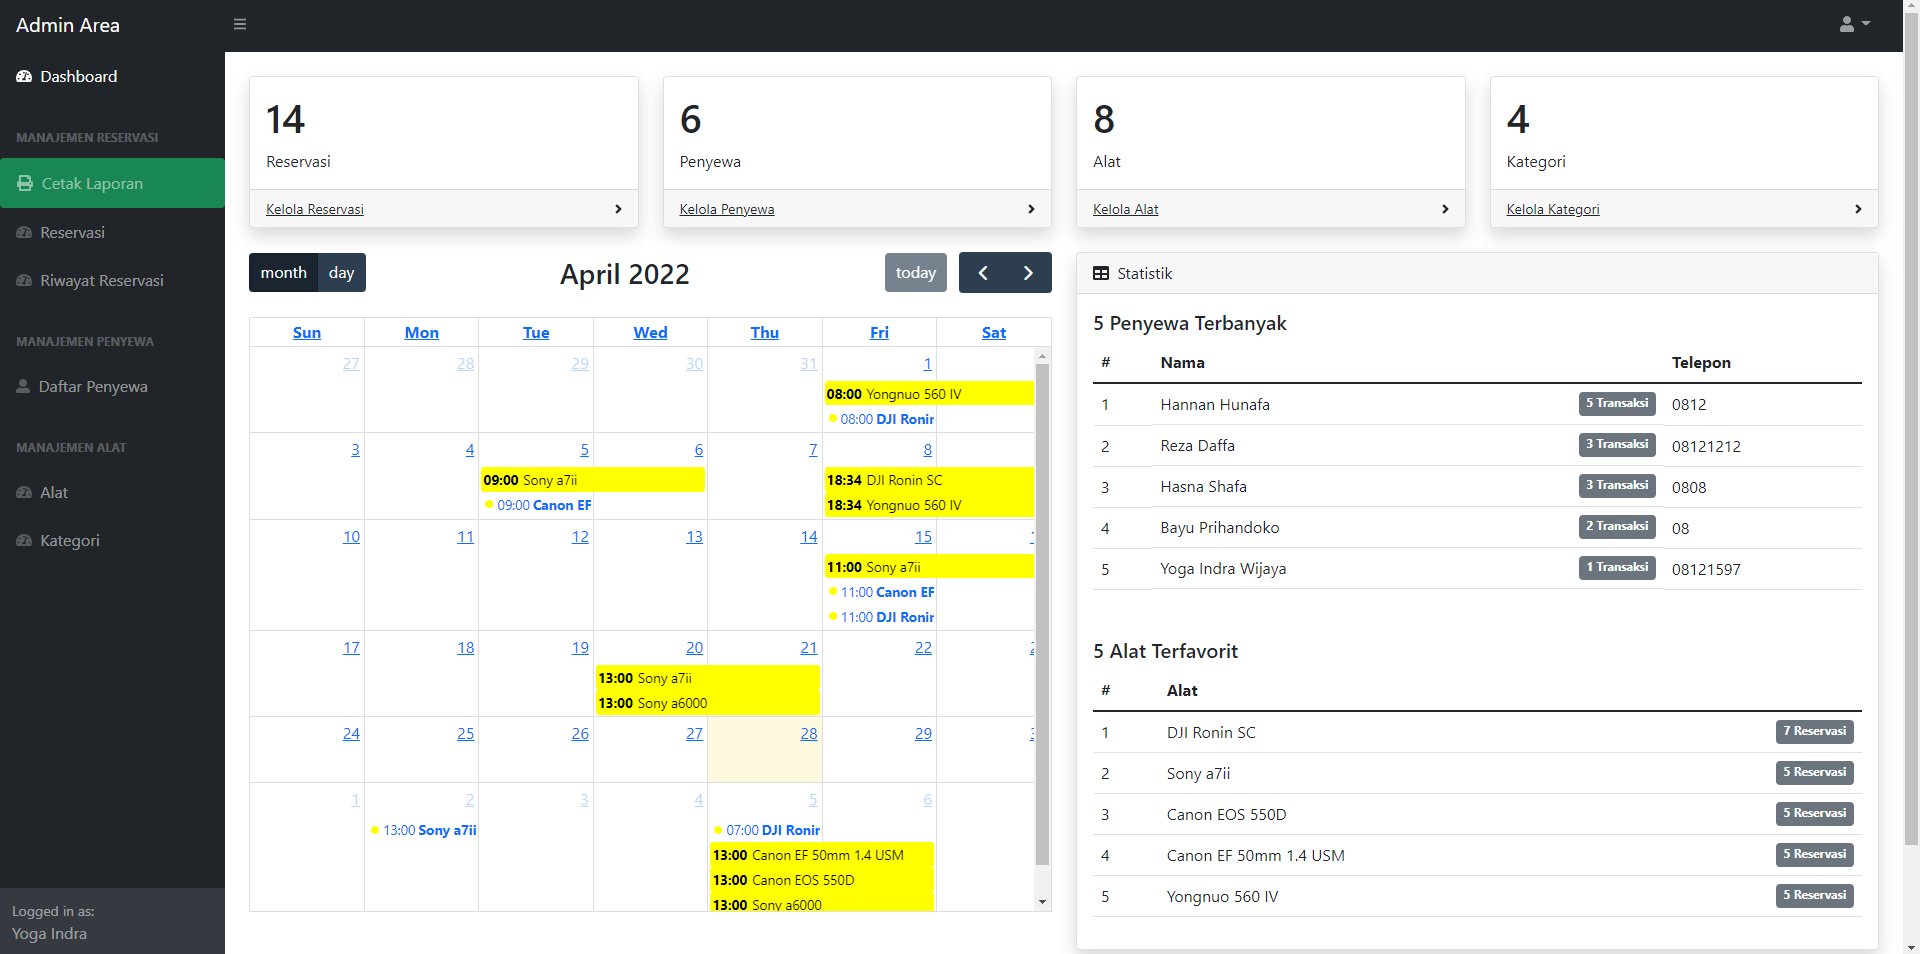 Admin Area
Dashboard
MANAJEMEN RESERVASI
Cetak Laporan
Reservasi
Riwayat Reservasi
MANAJEMEN PENYEWA
Daftar Penyewa
MANAJEMEN ALAT
Alat
Kategori
Logged in as:
Yoga Indra
14
Reservasi
Kelola Reservasi
6
Penyewa
Kelola Penyewa
8
Alat
Kelola Alat
4
Kategori
Kelola Kategori
month day
April 2022
today
Sun Mon Tue Wed Thu Fri Sat
27 28 29 30 31 1
08:00 Yongnuo 560 IV
08:00 DJI Ronin
3 4 5 6 7 8
09:00 Sony a7ii
09:00 Canon EF
18:34 DJI Ronin SC
18:34 Yongnuo 560 IV
10 11 12 13 14 15
11:00 Sony a7ii
11:00 Canon EF
11:00 DJI Ronin
17 18 19 20 21 22
13:00 Sony a7ii
13:00 Sony a6000
24 25 26 27 28 29
1 2 3 4 5 6
13:00 Sony a7ii
07:00 DJI Ronin
13:00 Canon EF 50mm 1.4 USM
13:00 Canon EOS 550D
13:00 Sony a6000
Statistik
5 Penyewa Terbanyak
# Nama Telepon
1 Hannan Hunafa 5 Transaksi 0812
2 Reza Daffa 3 Transaksi 08121212
3 Hasna Shafa 3 Transaksi 0808
4 Bayu Prihandoko 2 Transaksi 08
5 Yoga Indra Wijaya 1 Transaksi 08121597
5 Alat Terfavorit
# Alat
1 DJI Ronin SC 7 Reservasi
2 Sony a7ii 5 Reservasi
3 Canon EOS 550D 5 Reservasi
4 Canon EF 50mm 1.4 USM 5 Reservasi
5 Yongnuo 560 IV 5 Reservasi